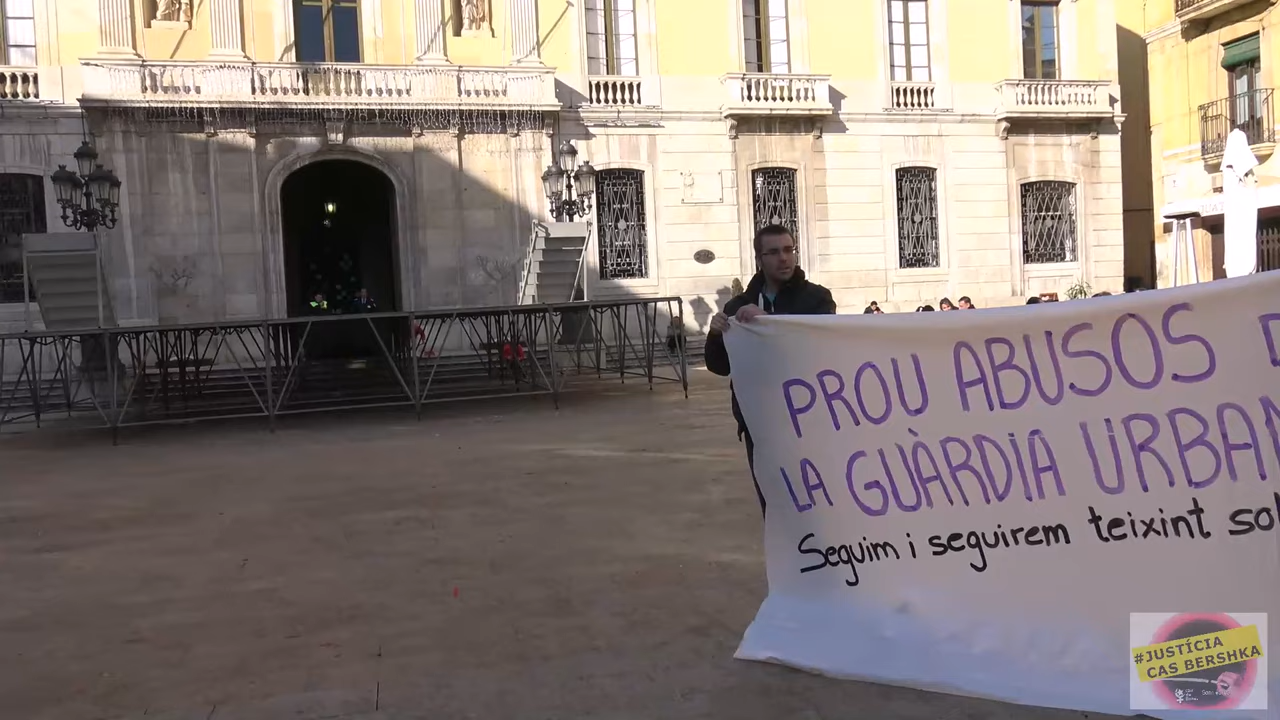 PROU ABUSOS D
LA GUÀRDIA URBAN
Seguim i seguirem teixint sol
#JUSTÍCIA
CAS BERSHKA